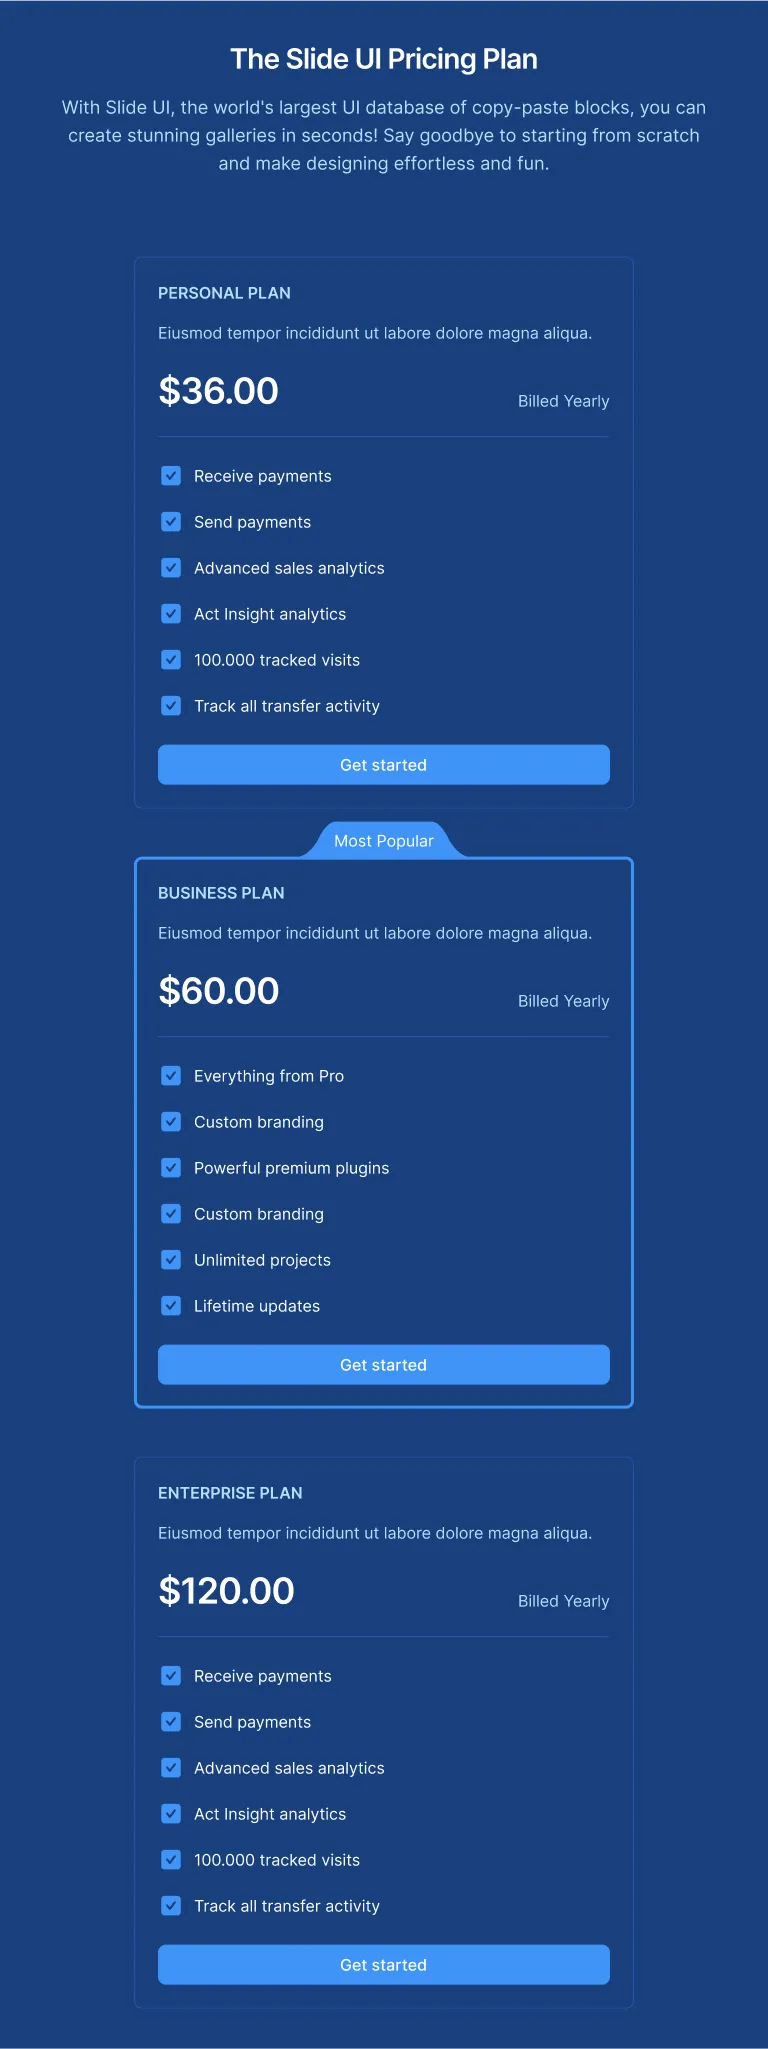 The Slide UI Pricing Plan
With Slide UI, the world's largest UI database of copy-paste blocks, you can
create stunning galleries in seconds! Say goodbye to starting from scratch
and make designing effortless and fun.
PERSONAL PLAN
Eiusmod tempor incididunt ut labore dolore magna aliqua.
$36.00
Billed Yearly
Receive payments
Send payments
Advanced sales analytics
Act Insight analytics
100.000 tracked visits
Track all transfer activity
Get started
Most Popular
BUSINESS PLAN
Eiusmod tempor incididunt ut labore dolore magna aliqua.
$60.00
Billed Yearly
Everything from Pro
Custom branding
Powerful premium plugins
Custom branding
Unlimited projects
Lifetime updates
Get started
ENTERPRISE PLAN
Eiusmod tempor incididunt ut labore dolore magna aliqua.
$120.00
Billed Yearly
Receive payments
Send payments
Advanced sales analytics
Act Insight analytics
100.000 tracked visits
Track all transfer activity
Get started